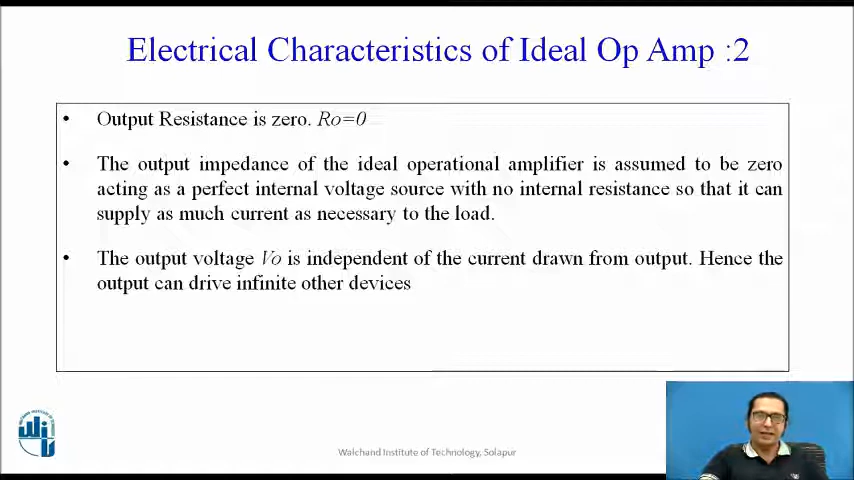 Electrical Characteristics of Ideal Op Amp :2
• Output Resistance is zero. Ro=0
• The output impedance of the ideal operational amplifier is assumed to be zero
acting as a perfect internal voltage source with no internal resistance so that it can
supply as much current as necessary to the load.
• The output voltage Vo is independent of the current drawn from output. Hence the
output can drive infinite other devices
Walchand Institute of Technology, Solapur